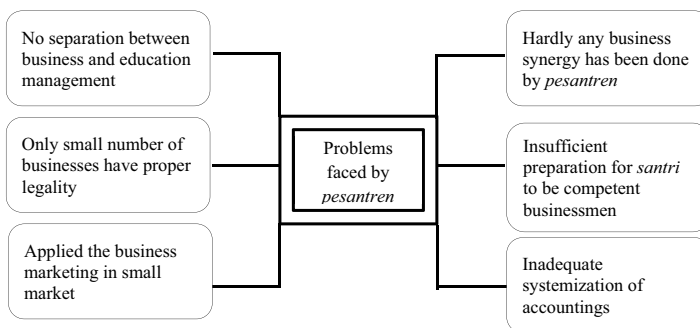 No separation between
business and education
management
Only small number of
businesses have proper
legality
Applied the business
marketing in small
market
Problems
faced by
pesantren
Hardly any business
synergy has been done
by pesantren
Insufficient
preparation for santri
to be competent
businessmen
Inadequate
systemization of
accountings